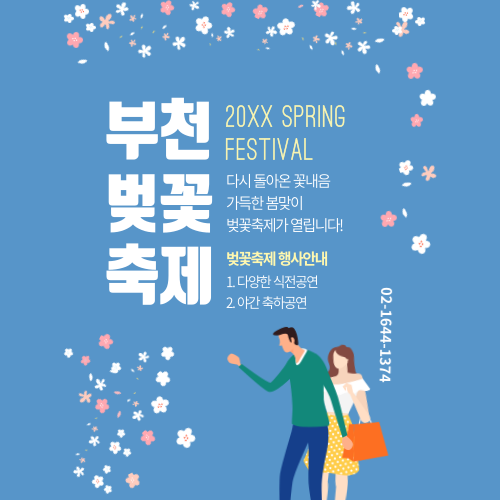 부천
벚꽃
축제
20XX SPRING
FESTIVAL
다시 돌아온 꽃내음
가득한 봄맞이
벚꽃축제가 열립니다!
벚꽃축제 행사안내
1. 다양한 식전공연
2. 야간 축하공연
02-1644-1374